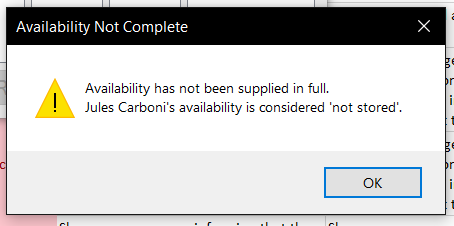 Availability Not Complete
Availability has not been supplied in full.
Jules Carboni's availability is considered 'not stored'.
OK